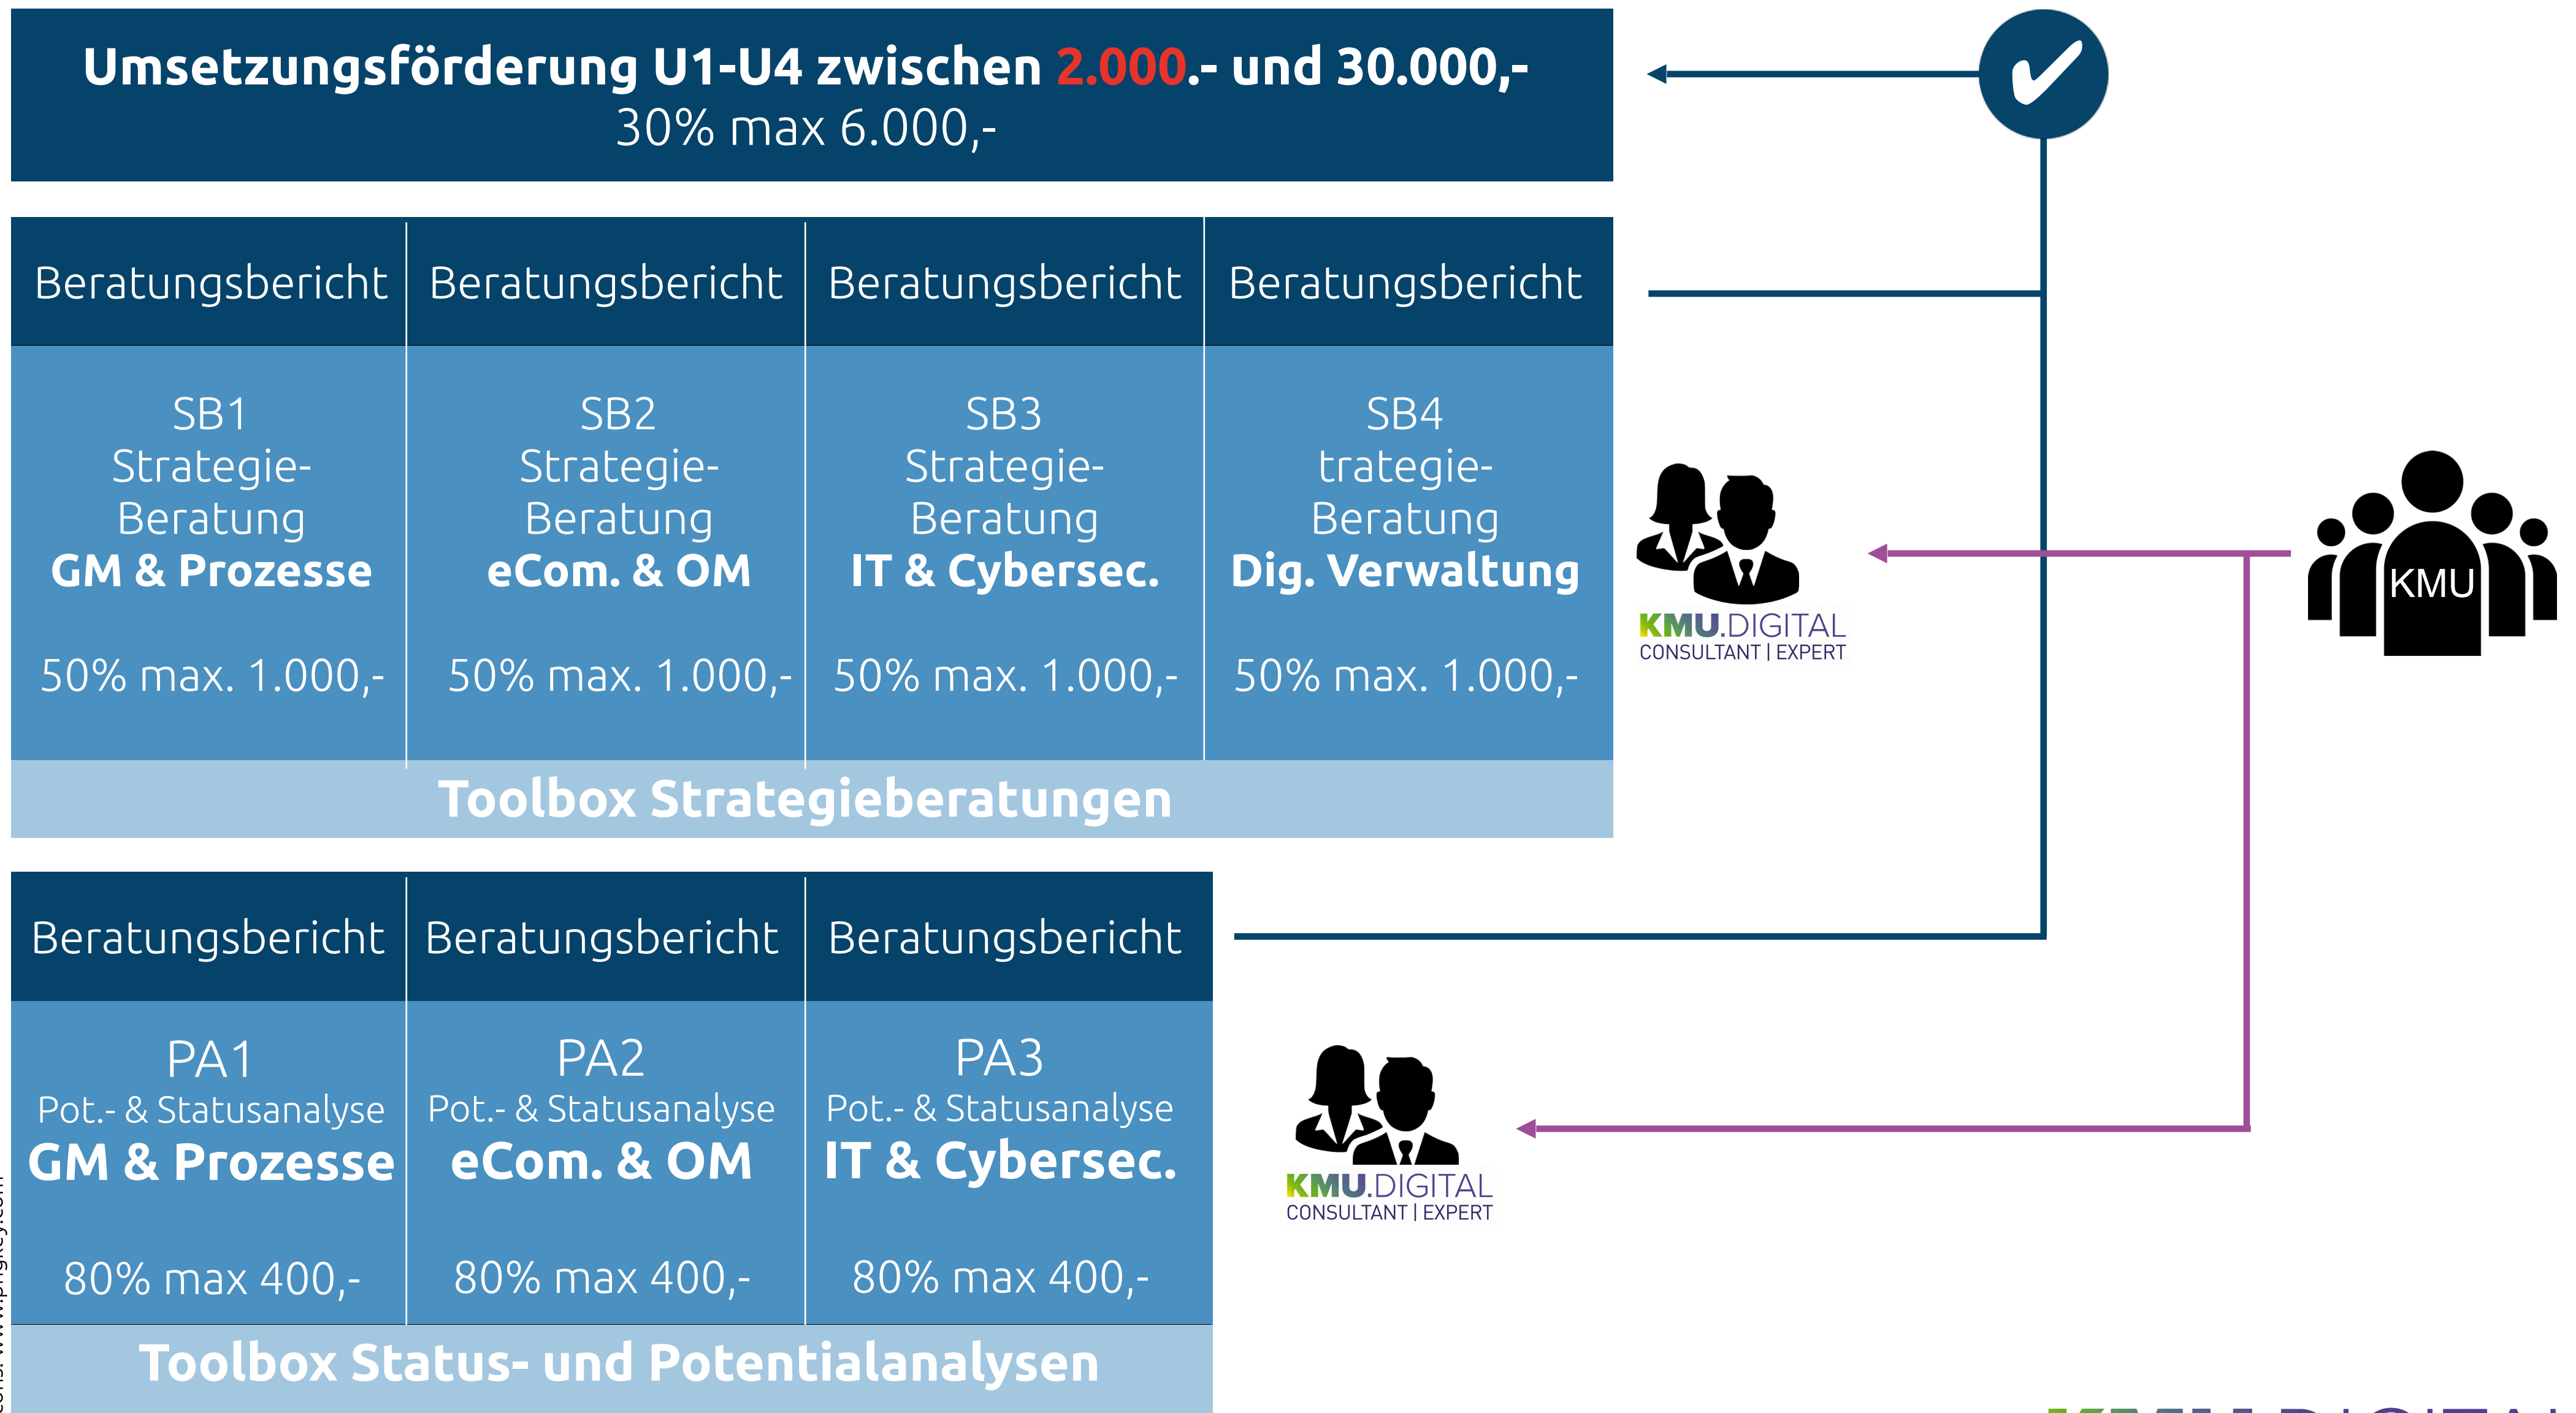 Umsetzungsförderung U1-U4 zwischen 2.000.- und 30.000,-
30% max 6.000,-
Beratungsbericht
Beratungsbericht
Beratungsbericht
Beratungsbericht
SB1
Strategie-
Beratung
GM & Prozesse
50% max. 1.000,-
SB2
Strategie-
Beratung
eCom. & OM
50% max. 1.000,-
SB3
Strategie-
Beratung
IT & Cybersec.
50% max. 1.000,-
SB4
trategie-
Beratung
Dig. Verwaltung
50% max. 1.000,-
Toolbox Strategieberatungen
KMU.DIGITAL
CONSULTANT | EXPERT
KMU
Beratungsbericht
Beratungsbericht
Beratungsbericht
PA1
Pot.- & Statusanalyse
GM & Prozesse
80% max 400,-
PA2
Pot.- & Statusanalyse
eCom. & OM
80% max 400,-
PA3
Pot.- & Statusanalyse
IT & Cybersec.
80% max 400,-
Toolbox Status- und Potentialanalysen
KMU.DIGITAL
CONSULTANT | EXPERT